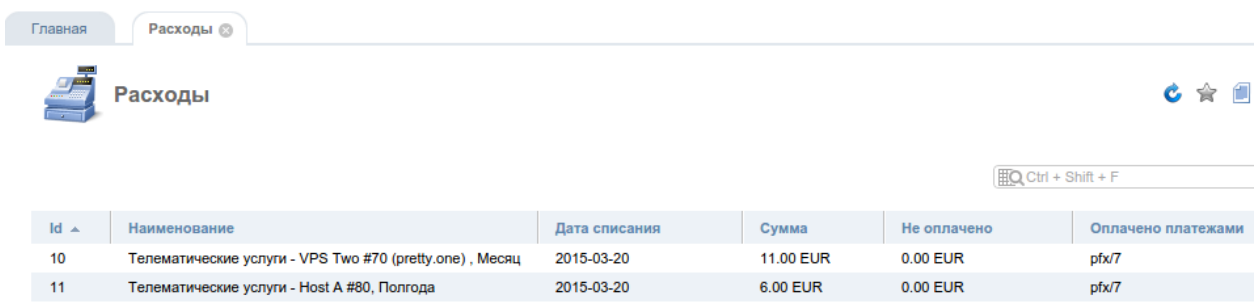 Главная Расходы
Расходы
Ctrl + Shift + F
Id Наименование Дата списания Сумма Не оплачено Оплачено платежами
10 Телематические услуги - VPS Two #70 (pretty.one) , Месяц 2015-03-20 11.00 EUR 0.00 EUR pfx/7
11 Телематические услуги - Host A #80, Полгода 2015-03-20 6.00 EUR 0.00 EUR pfx/7